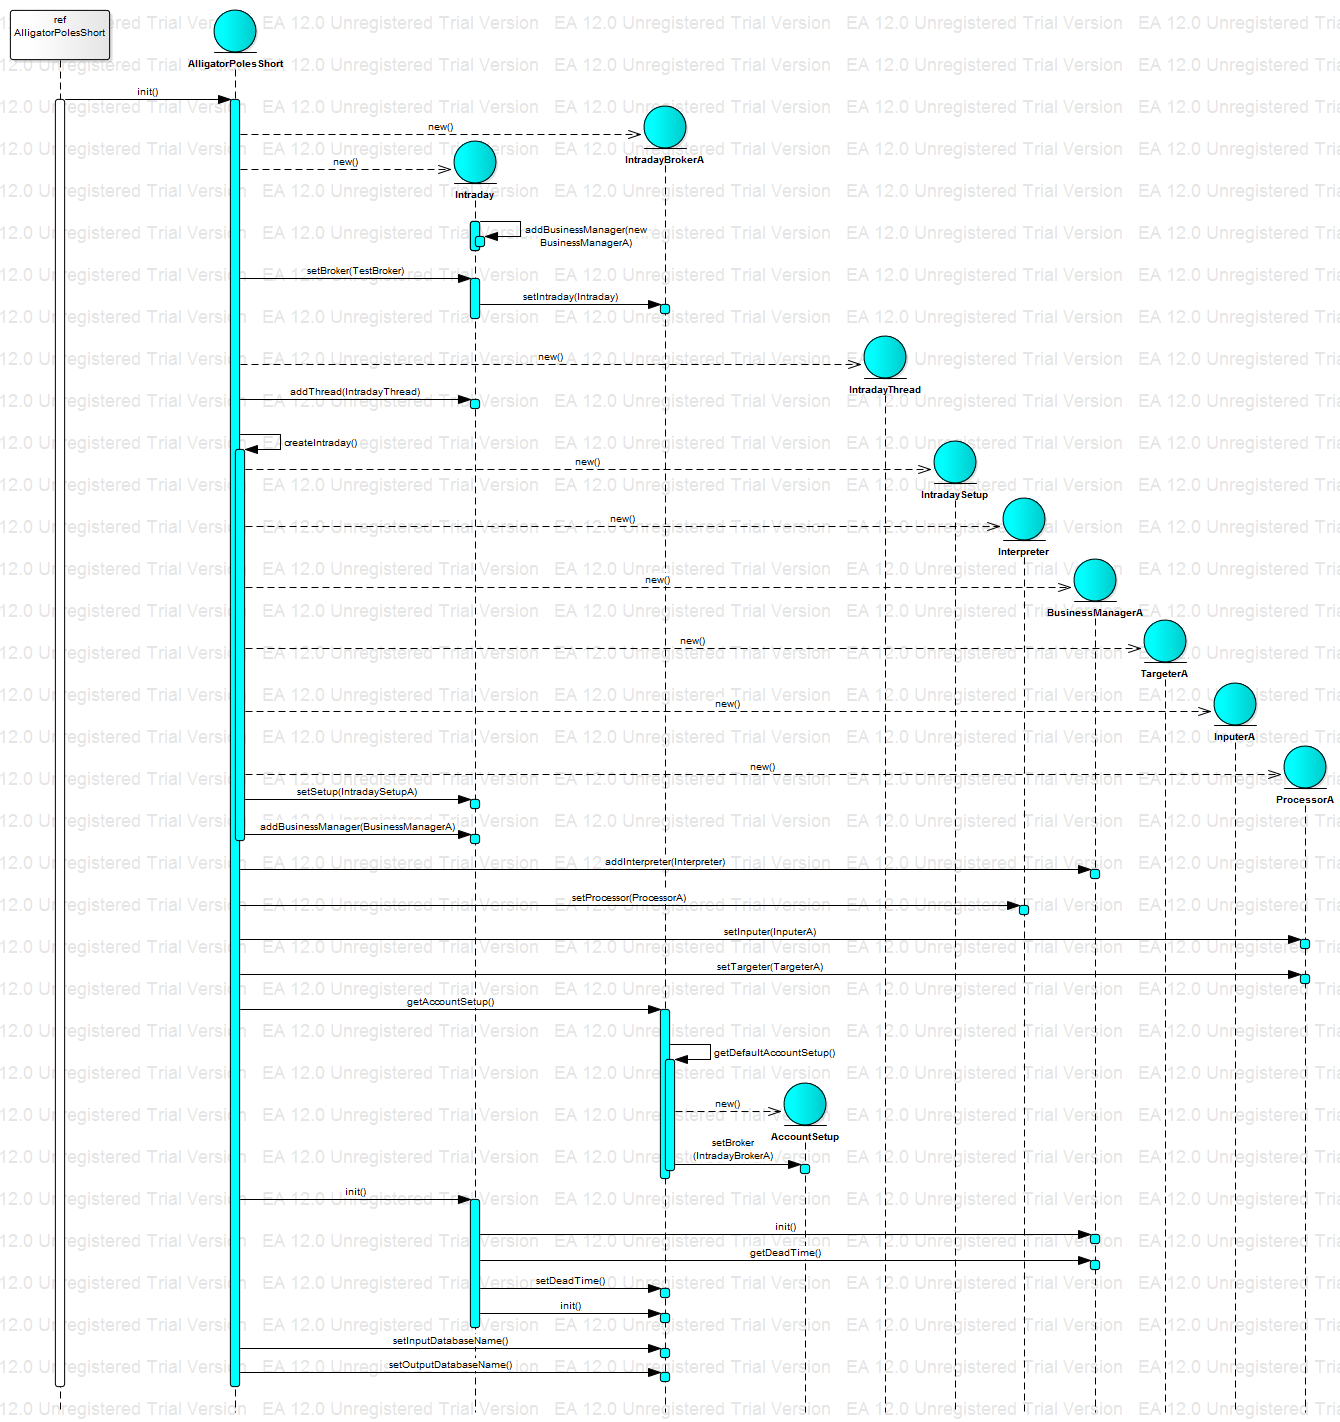 ref
AlligatorPolesShort
AlligatorPolesShort
init()
new()
IntradayBrokerA
new()
Intraday
addBusinessManager(new
BusinessManagerA)
setBroker(TestBroker)
setIntraday(Intraday)
new()
IntradayThread
addThread(IntradayThread)
createIntraday()
new()
IntradaySetup
new()
Interpreter
new()
BusinessManagerA
new()
TargeterA
new()
InputerA
new()
ProcessorA
setSetup(IntradaySetupA)
addBusinessManager(BusinessManagerA)
addInterpreter(Interpreter)
setProcessor(ProcessorA)
setInputer(InputerA)
setTargeter(TargeterA)
getAccountSetup()
getDefaultAccountSetup()
new()
AccountSetup
setBroker
(IntradayBrokerA)
init()
init()
getDeadTime()
setDeadTime()
init()
setInputDatabaseName()
setOutputDatabaseName()
EA 12.0 Unregistered Trial Version